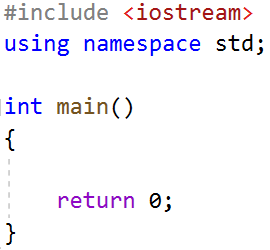 #include <iostream>
using namespace std;
int main()
{
return 0;
}